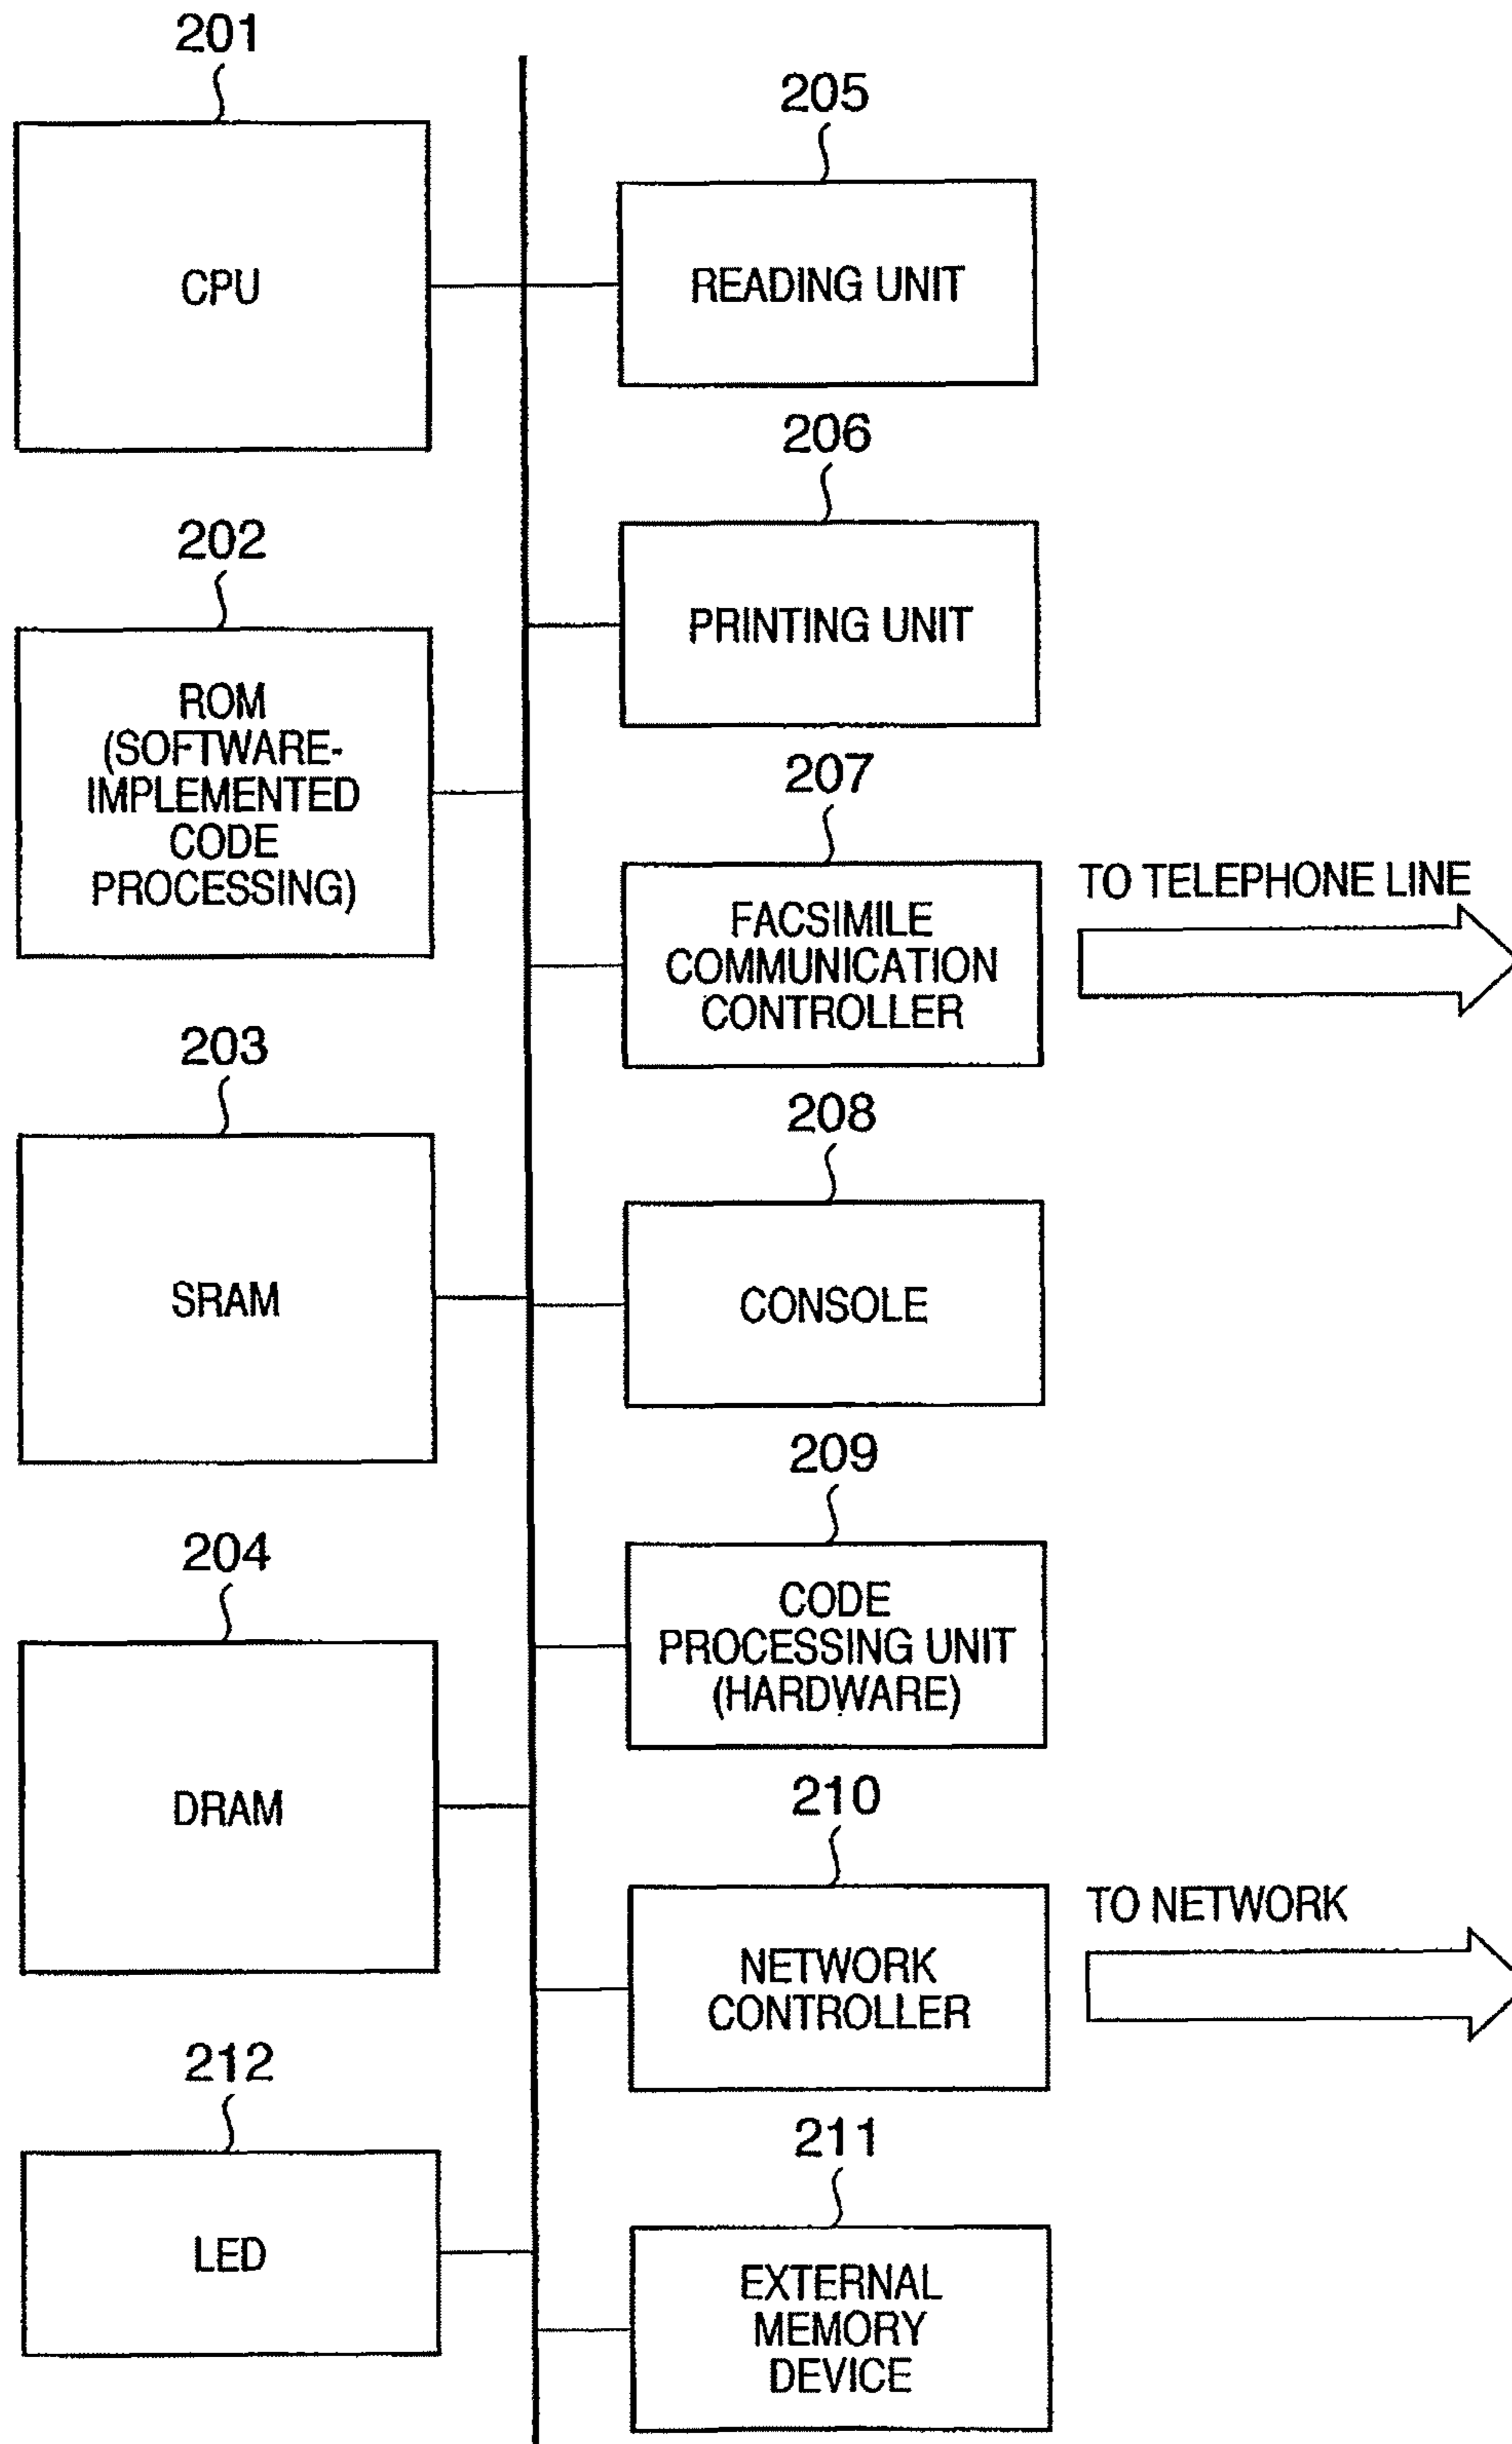 201
CPU
202
ROM
(SOFTWARE-
IMPLEMENTED
CODE
PROCESSING)
203
SRAM
204
DRAM
212
LED
205
READING UNIT
206
PRINTING UNIT
207
FACSIMILE
COMMUNICATION
CONTROLLER
TO TELEPHONE LINE
208
CONSOLE
209
CODE
PROCESSING UNIT
(HARDWARE)
210
NETWORK
CONTROLLER
TO NETWORK
211
EXTERNAL
MEMORY
DEVICE